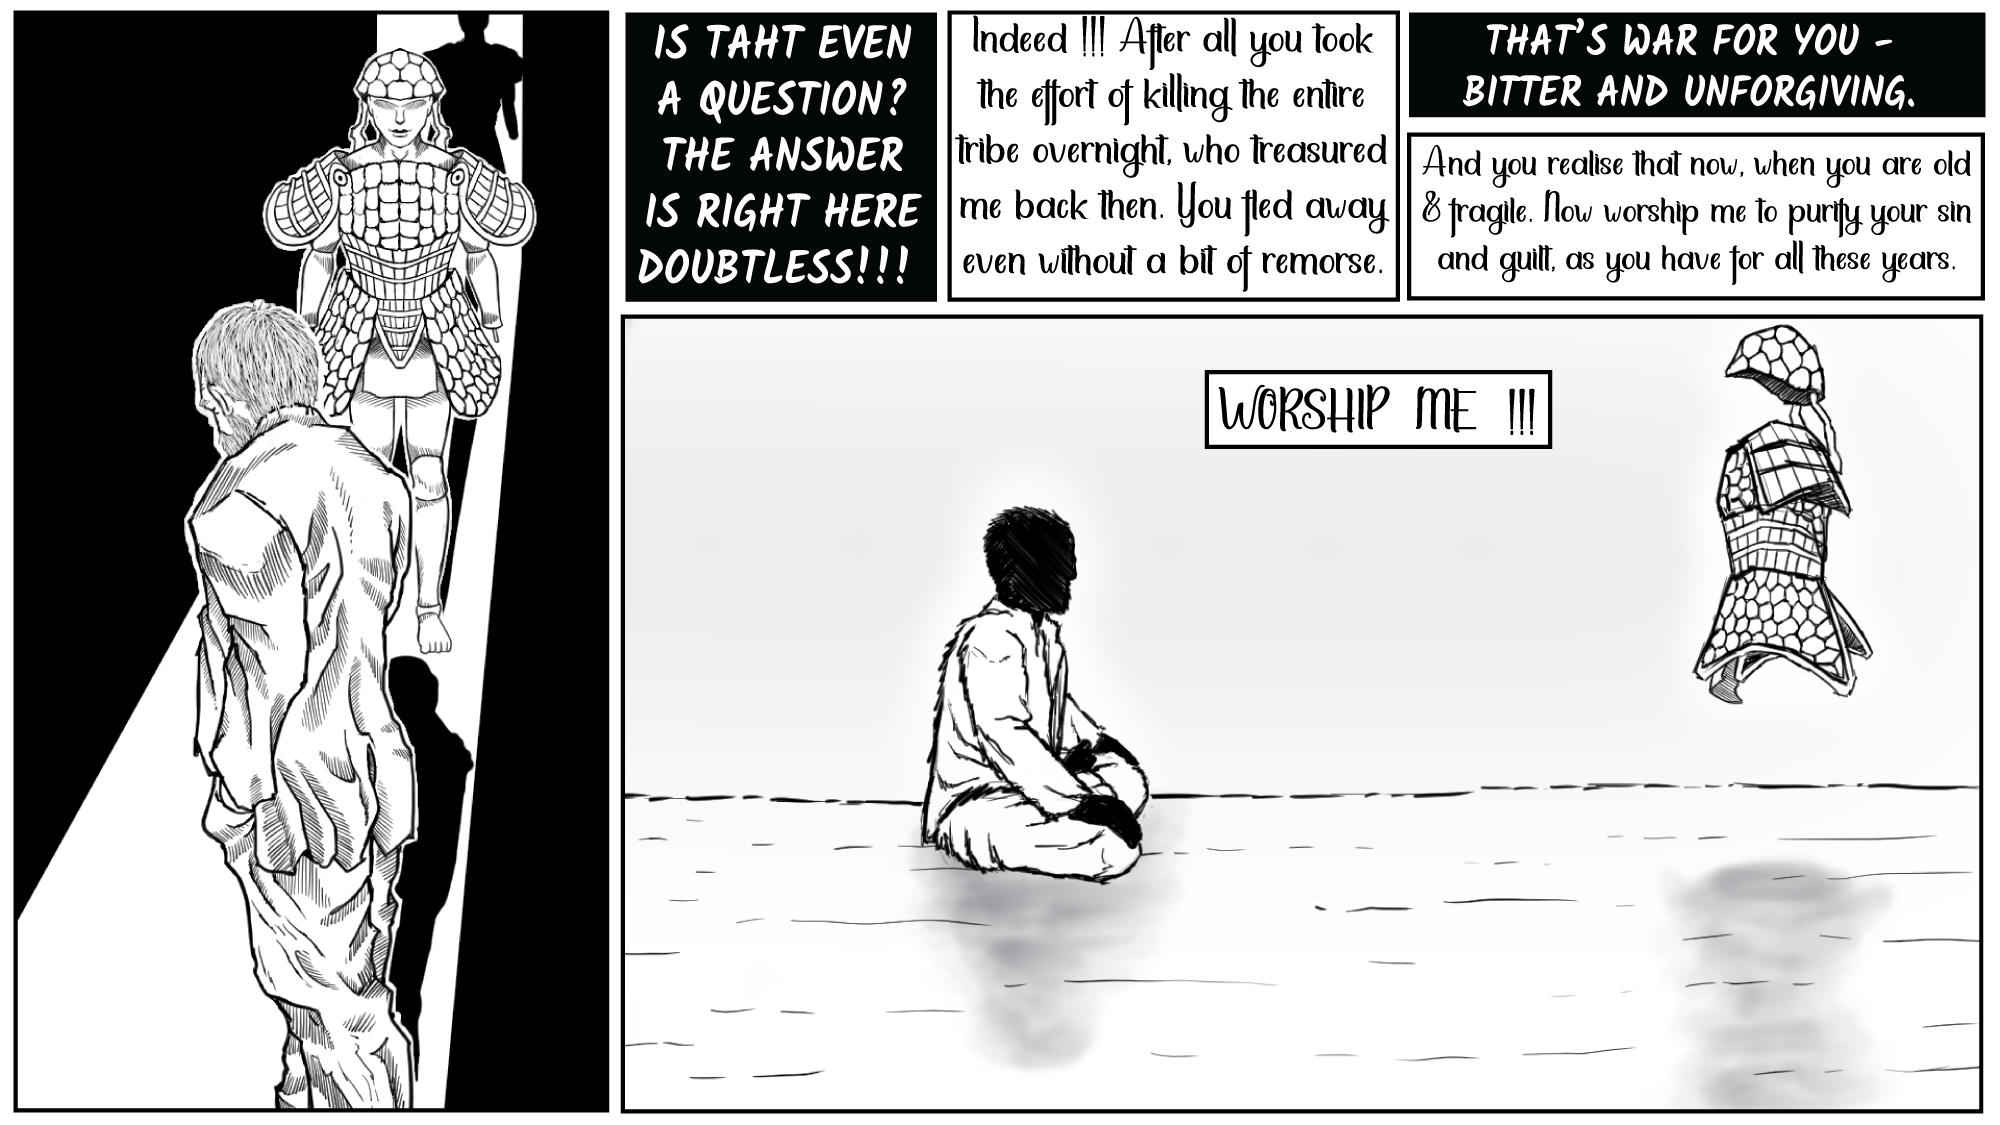 IS TAHT EVEN
A QUESTION?
THE ANSWER
IS RIGHT HERE
DOUBTLESS!!!
Indeed !!! After all you took
the effort of killing the entire
tribe overnight, who treasured
me back then. You fled away
even without a bit of remorse.
THAT'S WAR FOR YOU -
BITTER AND UNFORGIVING.
And you realise that now, when you are old
& fragile. Now worship me to purify your sin
and guilt, as you have for all these years.
WORSHIP ME !!!